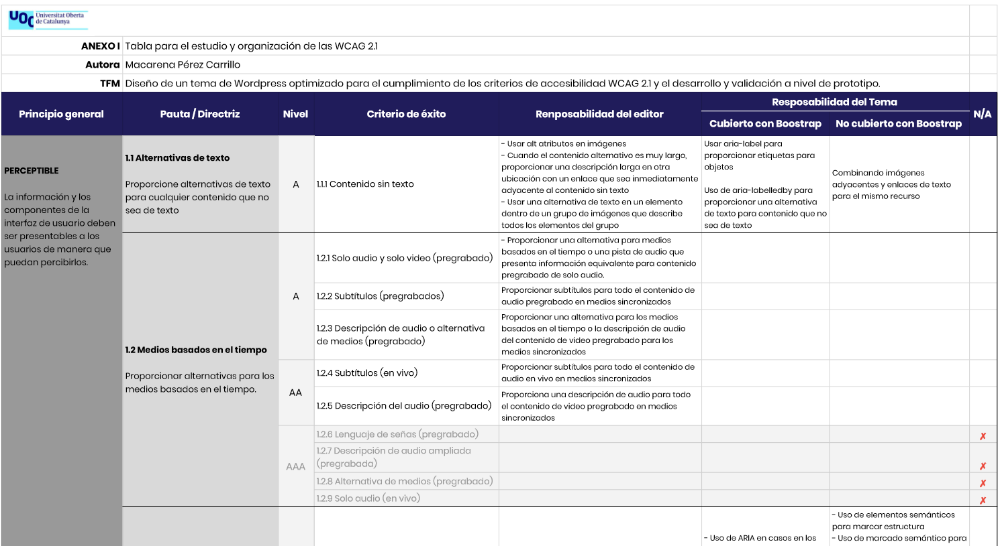 UOC Universitat Oberta
de Catalunya
ANEXO I Tabla para el estudio y organización de las WCAG 2.1
Autora Macarena Pérez Carrillo
TFM Diseño de un tema de Wordpress optimizado para el cumplimiento de los criterios de accesibilidad WCAG 2.1 y el desarrollo y validación a nivel de prototipo.
Principio general
Pauta / Directriz
Nivel
Criterio de éxito
Renposabilidad del editor
Resposabilidad del Tema
Cubierto con Boostrap
No cubierto con Boostrap
N/A
PERCEPTIBLE
La información y los
componentes de la
interfaz de usuario deben
ser presentables a los
usuarios de manera que
puedan percibirlos.
1.1 Alternativas de texto
Proporcione alternativas de texto
para cualquier contenido que no
sea de texto
A
1.1.1 Contenido sin texto
- Usar alt atributos en imágenes
- Cuando el contenido alternativo es muy largo,
proporcionar una descripción larga en otra
ubicación con un enlace que sea inmediatamente
adyacente al contenido sin texto
- Usar una alternativa de texto en un elemento
dentro de un grupo de imágenes que describe
todos los elementos del grupo
Usar aria-label para
proporcionar etiquetas para
objetos
Uso de aria-labelledby para
proporcionar una alternativa
de texto para contenido que no
sea de texto
Combinando imágenes
adyacentes y enlaces de texto
para el mismo recurso
1.2 Medios basados en el tiempo
Proporcionar alternativas para los
medios basados en el tiempo.
A
1.2.1 Solo audio y solo video (pregrabado)
- Proporcionar una alternativa para medios
basados en el tiempo o una pista de audio que
presenta información equivalente para contenido
pregrabado de solo audio.
1.2.2 Subtítulos (pregrabados)
Proporcionar subtítulos para todo el contenido de
audio pregrabado en medios sincronizados
1.2.3 Descripción de audio o alternativa
de medios (pregrabado)
Proporcionar una alternativa para los medios
basados en el tiempo o la descripción de audio
del contenido de video pregrabado para los
medios sincronizados
AA
1.2.4 Subtítulos (en vivo)
Proporcionar subtítulos para todo el contenido de
audio en vivo en medios sincronizados
1.2.5 Descripción del audio (pregrabado)
Proporciona una descripción de audio para todo
el contenido de video pregrabado en medios
sincronizados
AAA
1.2.6 Lenguaje de señas (pregrabado)
✗
1.2.7 Descripción de audio ampliada
(pregrabada)
✗
1.2.8 Alternativa de medios (pregrabado)
✗
1.2.9 Solo audio (en vivo)
✗
- Uso de ARIA en casos en los
- Uso de elementos semánticos
para marcar estructura
- Uso de marcado semántico para